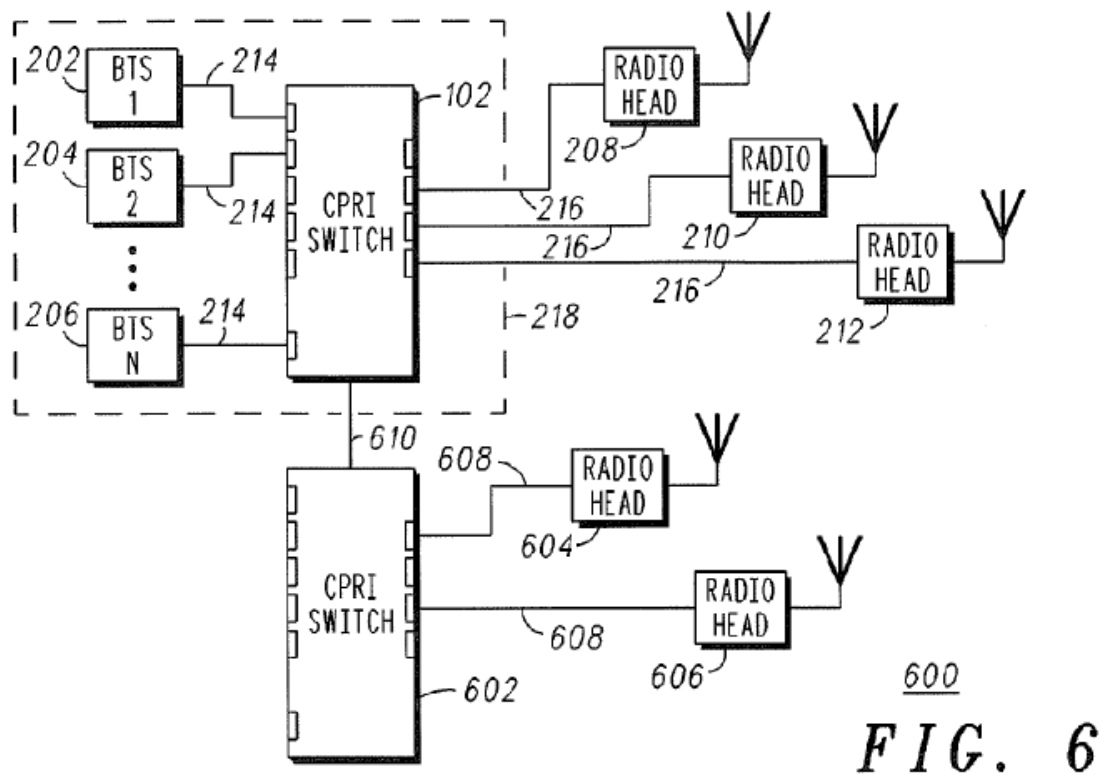 202
BTS
1
214
102
RADIO
HEAD
208
204
BTS
2
214
CPRI
SWITCH
216
RADIO
HEAD
210
216
RADIO
HEAD
212
216
206
BTS
N
214
218
610
608
RADIO
HEAD
604
CPRI
SWITCH
608
RADIO
HEAD
606
602
600
FIG. 6